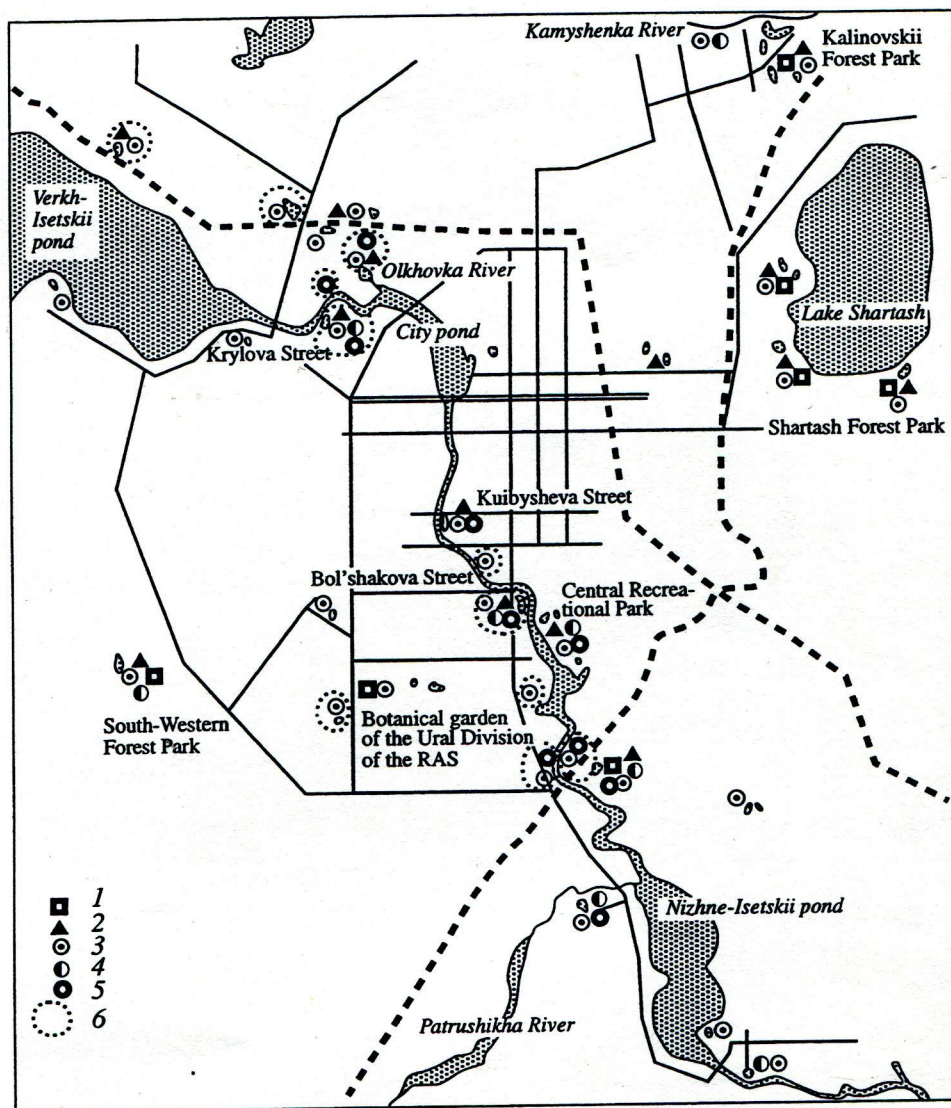 Kamyshenka River
Kalinovskii
Forest Park
Verkh-
Isetskii
pond
Olkhovka River
Lake Shartash
City pond
Krylova Street
Shartash Forest Park
Kuibysheva Street
Bol'shakova Street
Central Recrea-
tional Park
South-Western
Forest Park
Botanical garden
of the Ural Division
of the RAS
Nizhne-Isetskii pond
1
2
3
4
5
6
Patrushikha River